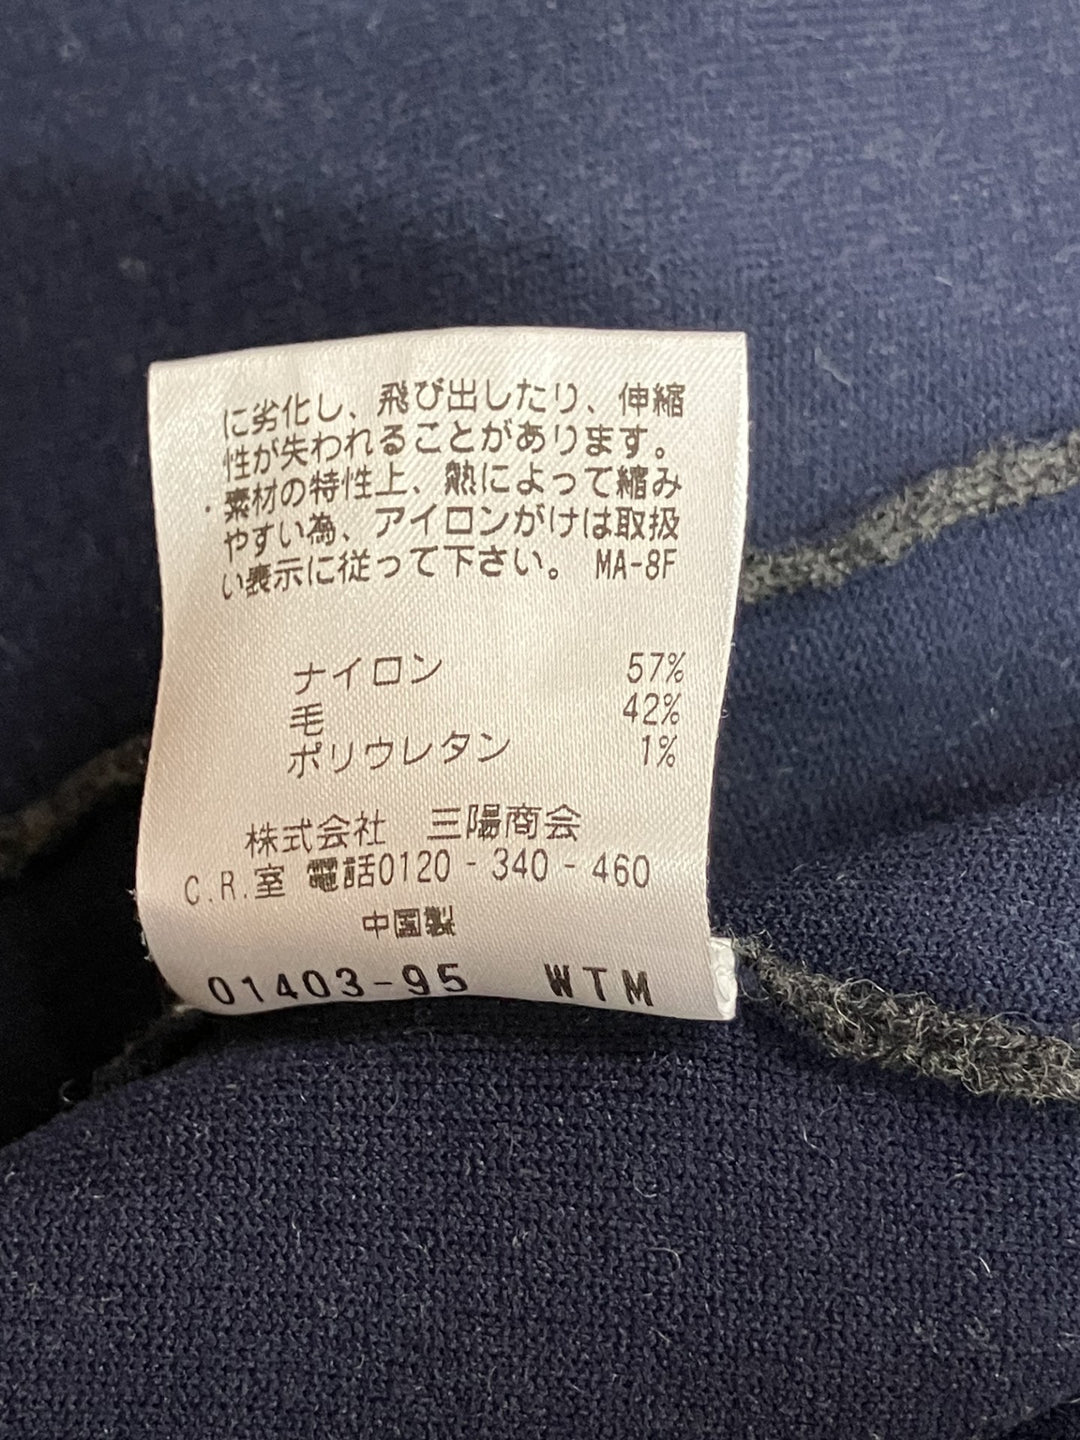 に劣化し、飛び出したり、伸縮
性が失われることがあります。
・素材の特性上、熱によって縮み
やすい為、アイロンがけは取扱
い表示に従って下さい。 MA-8F
ナイロン 57%
毛 42%
ポリウレタン 1%
株式会社 三陽商会
C.R.室 電話0120-340-460
中国製
01403-95 WTM